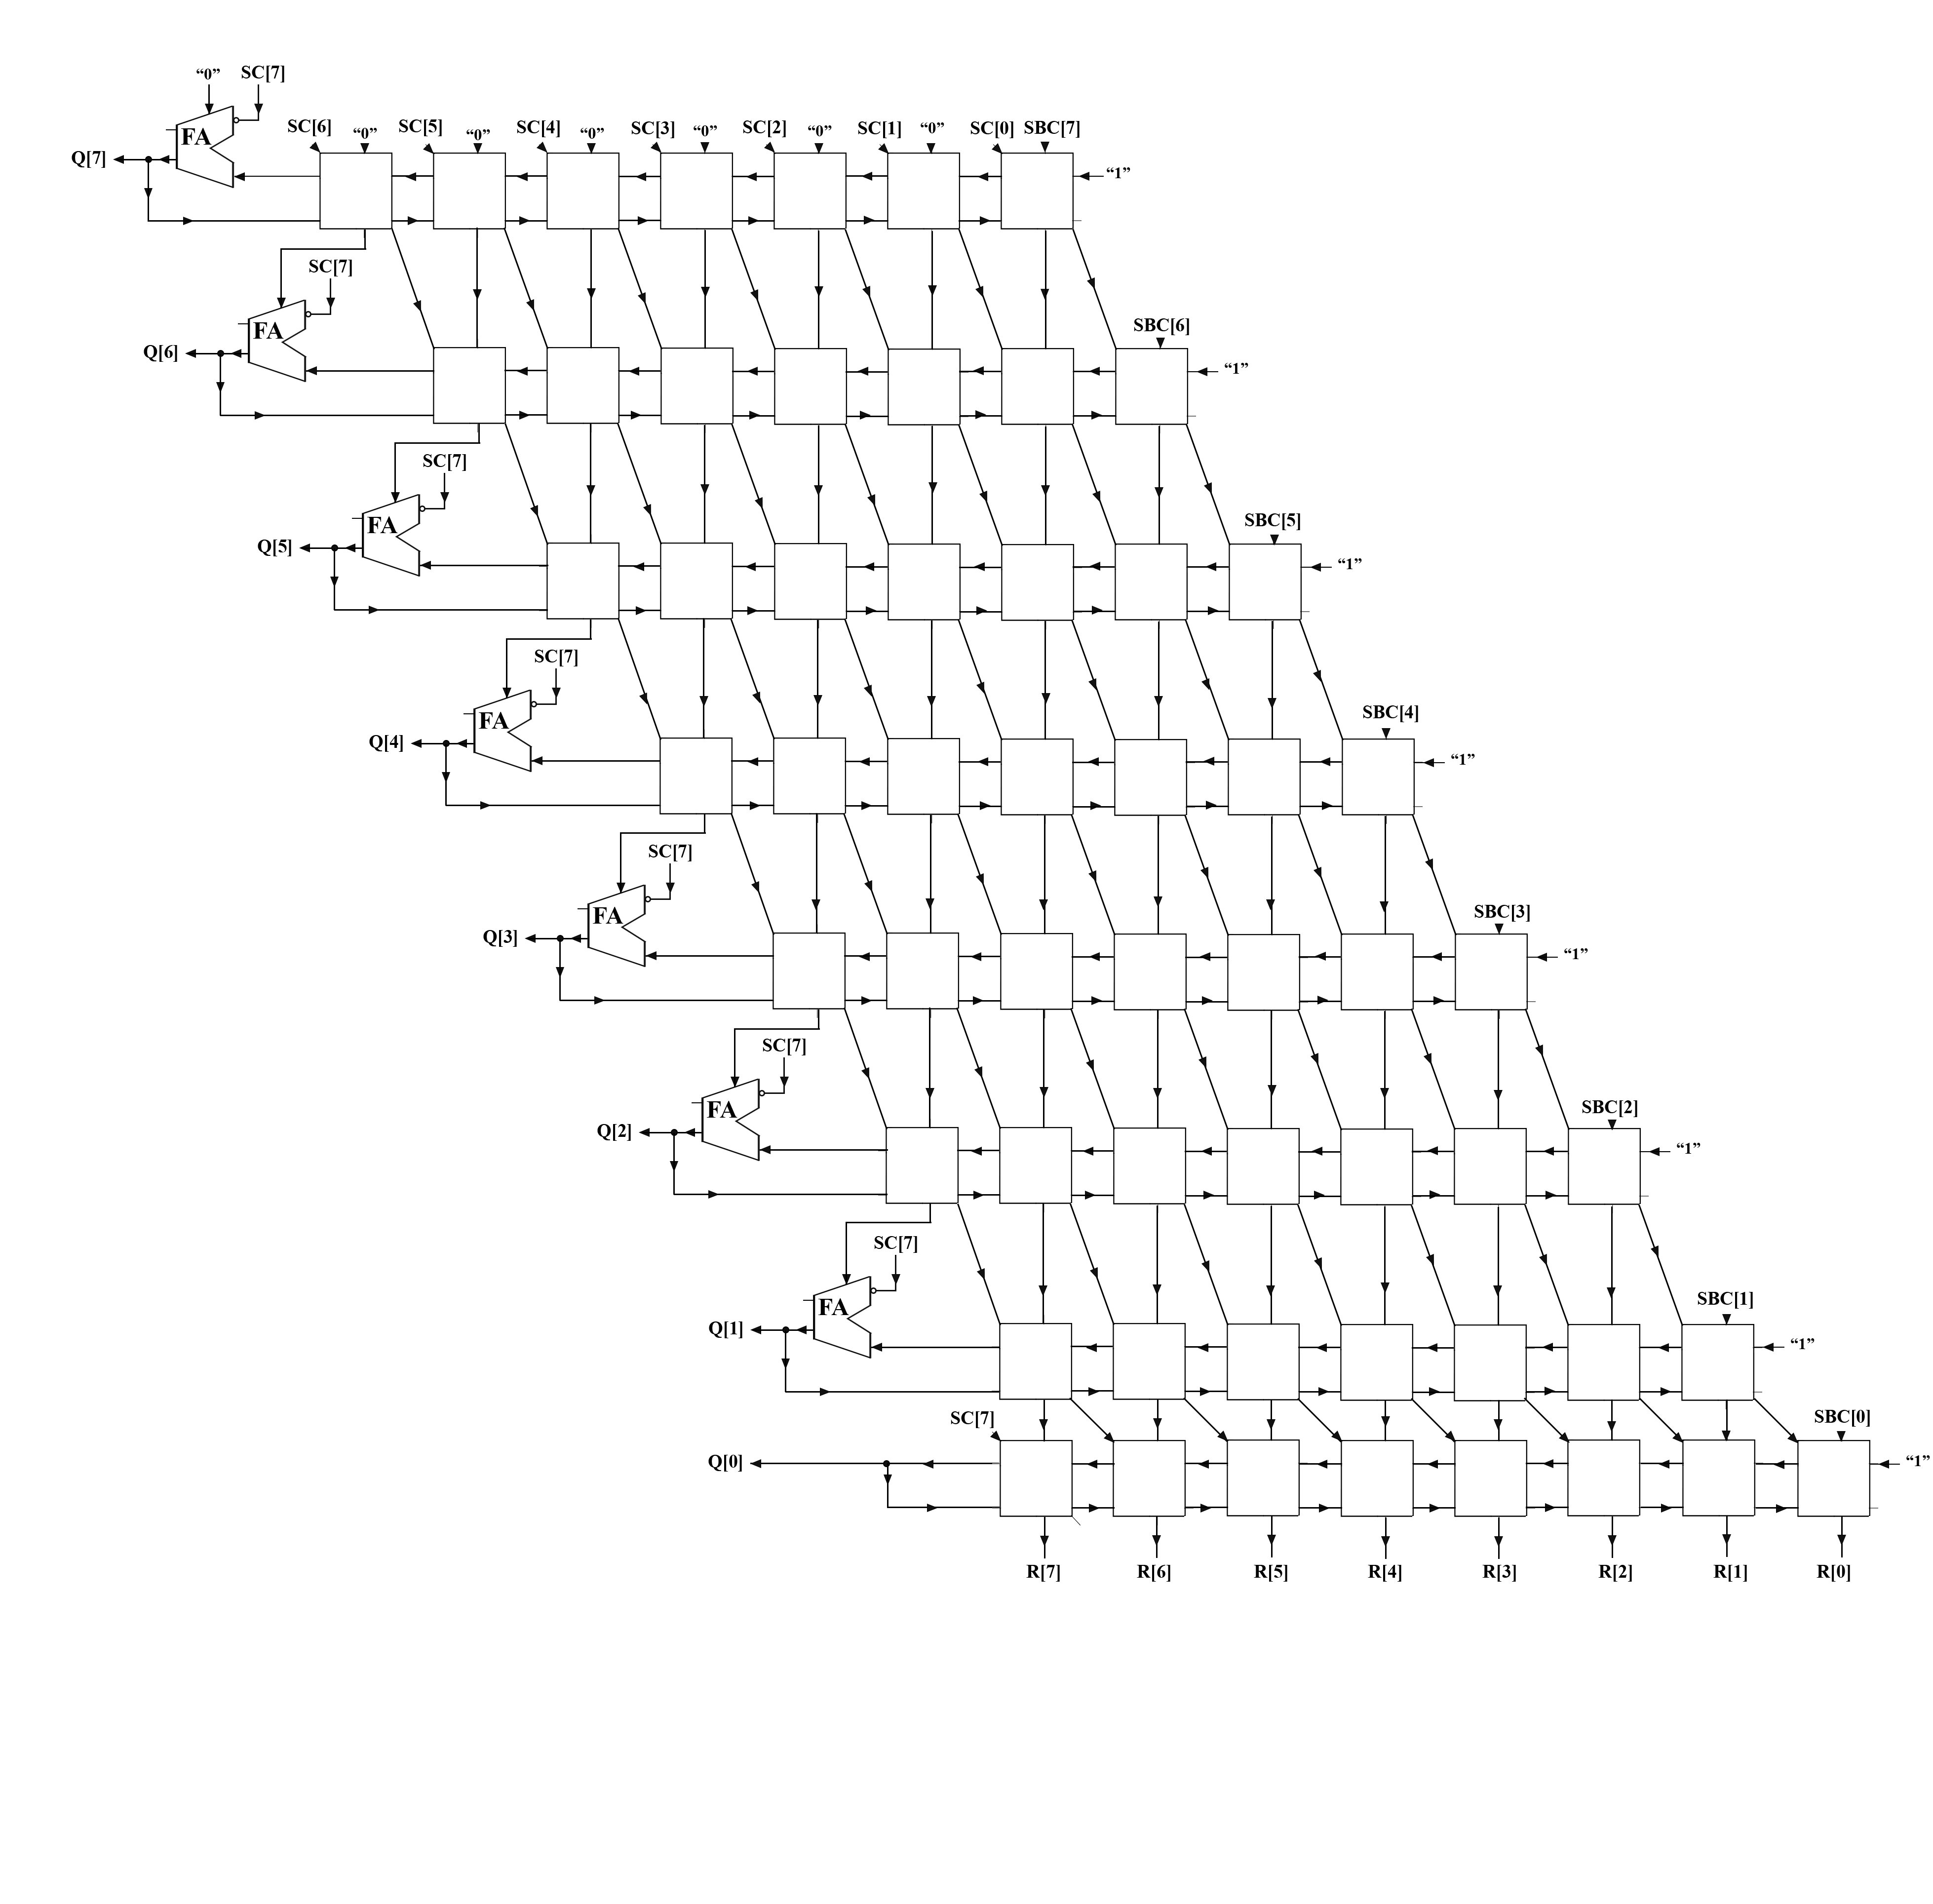 “0” SC[7]
FA
Q[7]
SC[6] “0” SC[5] “0” SC[4] “0” SC[3] “0” SC[2] “0” SC[1] “0” SC[0] SBC[7]
“1”
SC[7]
FA
Q[6]
SBC[6]
“1”
SC[7]
FA
Q[5]
SBC[5]
“1”
SC[7]
FA
Q[4]
SBC[4]
“1”
SC[7]
FA
Q[3]
SBC[3]
“1”
SC[7]
FA
Q[2]
SBC[2]
“1”
SC[7]
FA
Q[1]
SBC[1]
“1”
SC[7]
SBC[0]
Q[0]
“1”
R[7] R[6] R[5] R[4] R[3] R[2] R[1] R[0]